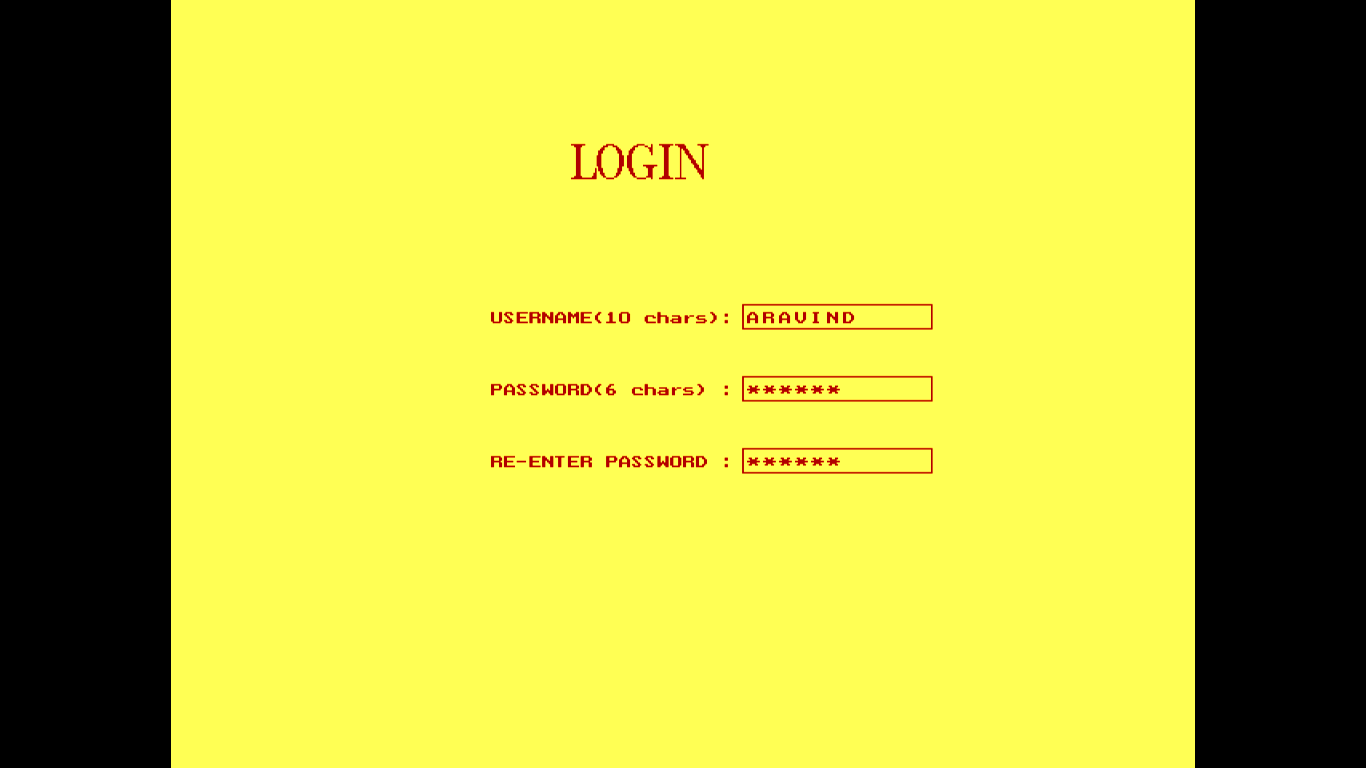 LOGIN
USERNAME(10 chars): ARAVIND
PASSWORD(6 chars) : ******
RE-ENTER PASSWORD : ******